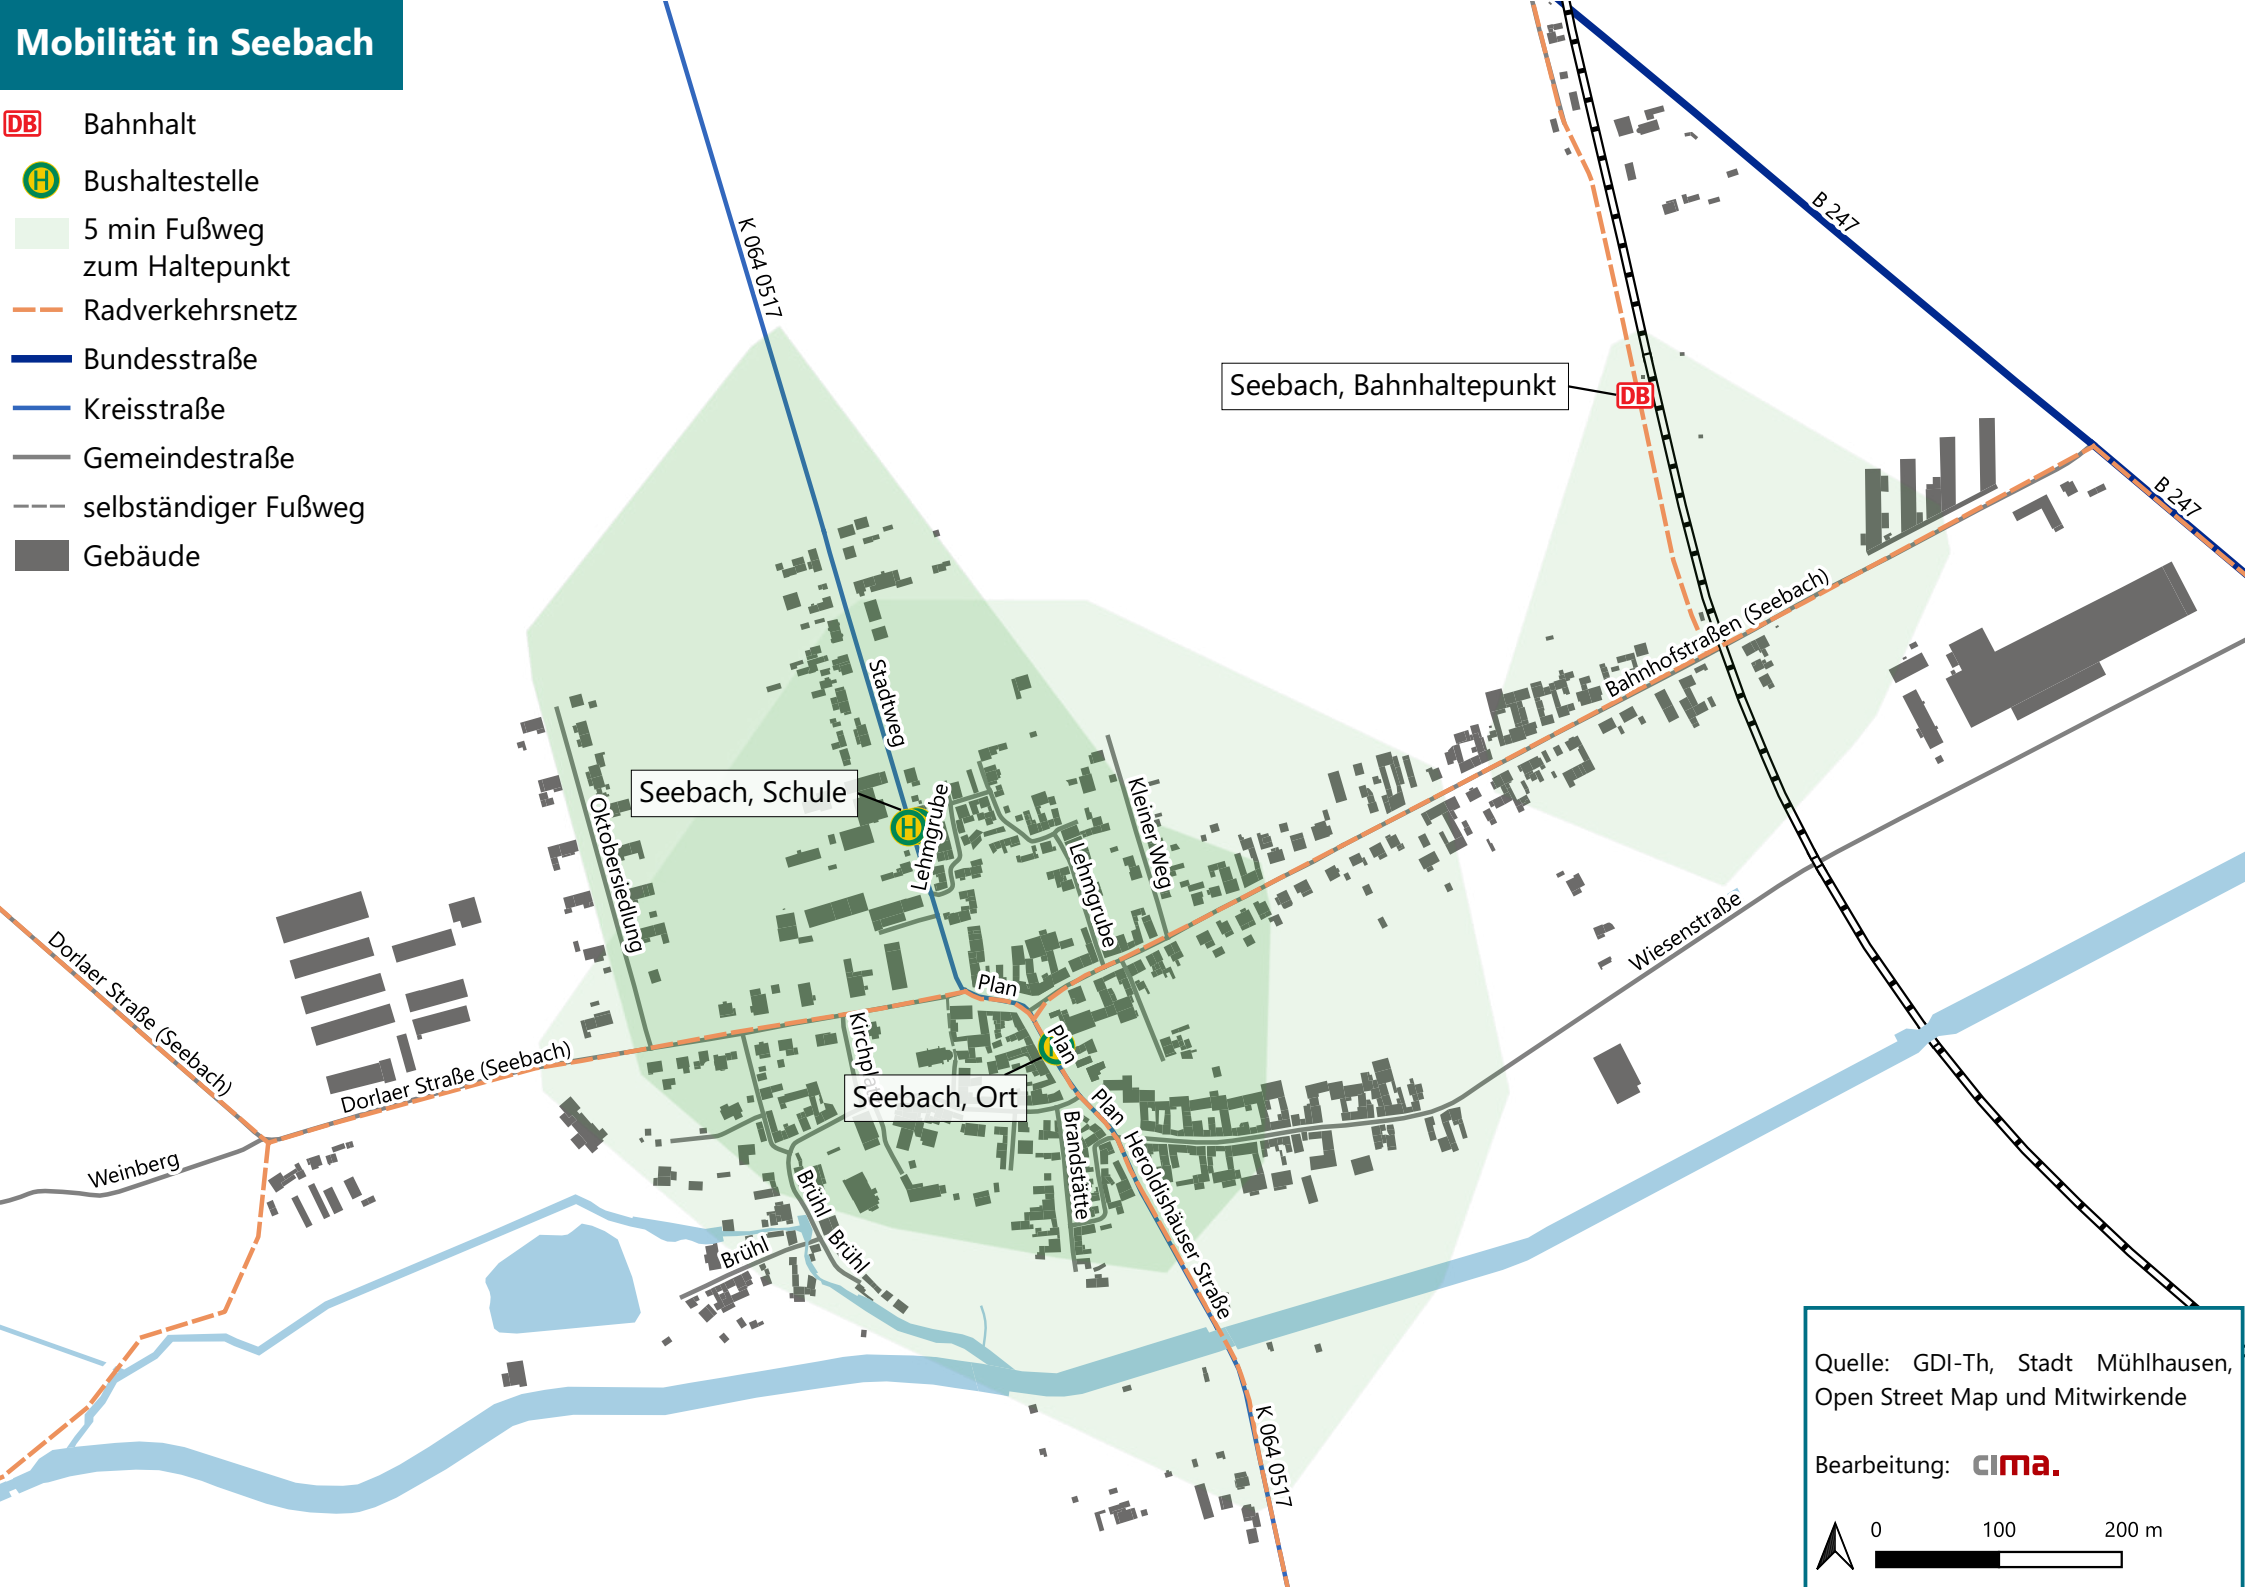 Mobilität in Seebach
DB Bahnhalt
H Bushaltestelle
5 min Fußweg
zum Haltepunkt
Radverkehrsnetz
Bundesstraße
Kreisstraße
Gemeindestraße
selbständiger Fußweg
Gebäude
K 064 0517
B 247
Seebach, Bahnhaltepunkt
DB
B 247
Bahnhofstraßen (Seebach)
Stadtweg
Seebach, Schule
H
Lehmgrube
Oktobersiedlung
Kleiner Weg
Lehmgrube
Wiesenstraße
Dorlaer Straße (Seebach)
Plan
Dorlaer Straße (Seebach)
Plan
Seebach, Ort
Plan
Brandstätte
Heroldishäuser Straße
Weinberg
Brühl
Brühl
Brühl
K 064 0517
Quelle: GDI-Th, Stadt Mühlhausen,
Open Street Map und Mitwirkende
Bearbeitung: cima.
0 100 200 m